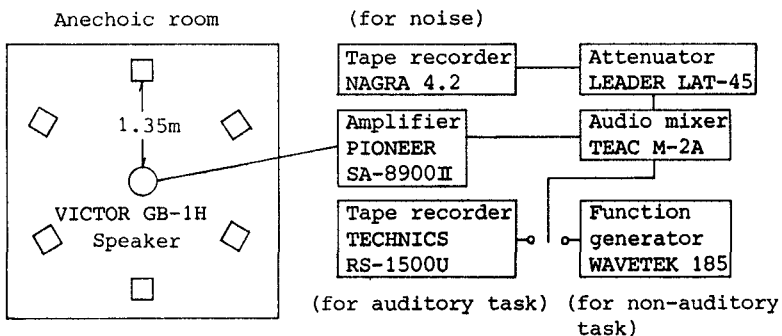 Anechoic room
1.35m
VICTOR GB-1H
Speaker
(for noise)
Tape recorder
NAGRA 4.2
Attenuator
LEADER LAT-45
Amplifier
PIONEER
SA-8900II
Audio mixer
TEAC M-2A
Tape recorder
TECHNICS
RS-1500U
Function
generator
WAVETEK 185
(for auditory task)
(for non-auditory
task)